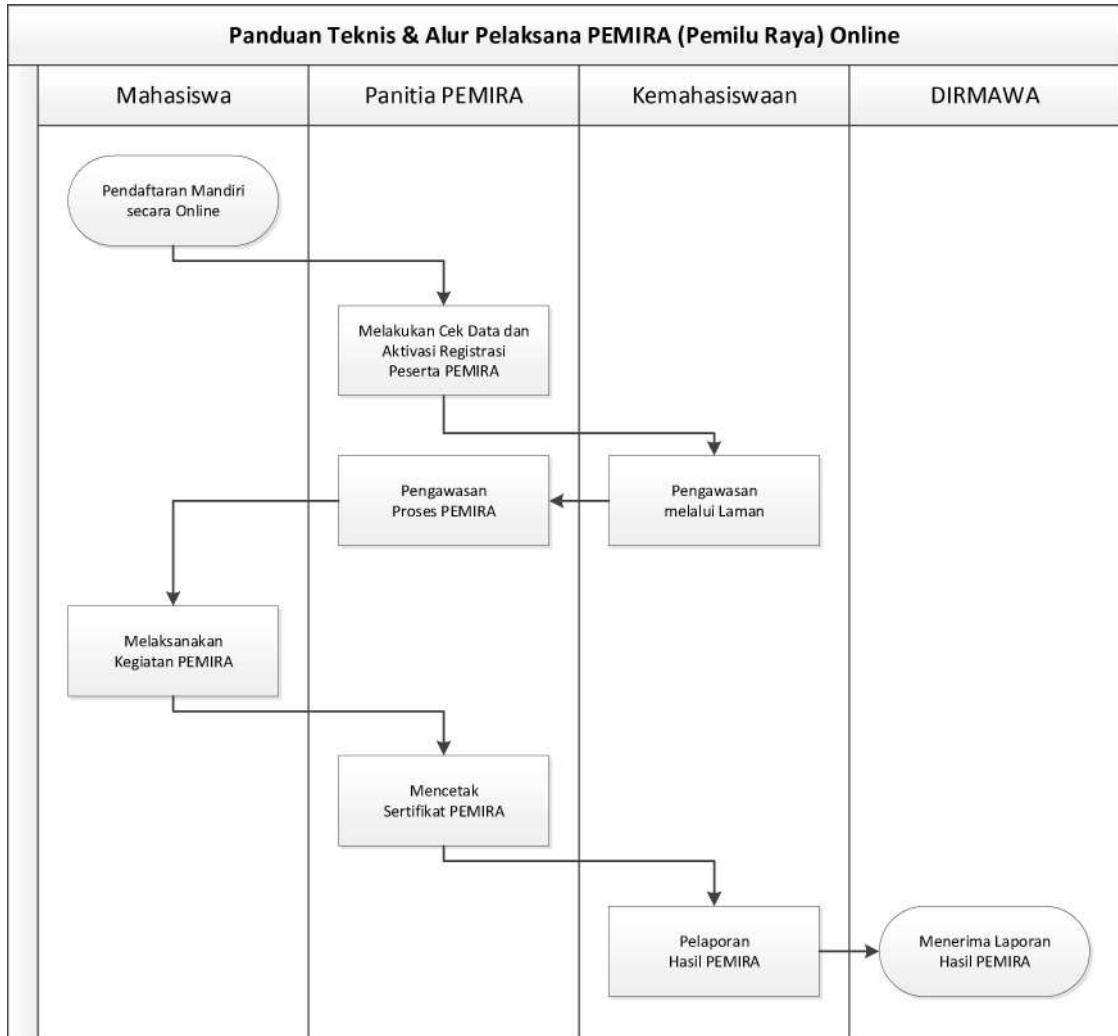 Panduan Teknis & Alur Pelaksana PEMIRA (Pemilu Raya) Online
Mahasiswa
Panitia PEMIRA
Kemahasiswaan
DIRMAWA
Pendaftaran Mandiri
secara Online
Melakukan Cek Data dan
Aktivasi Registrasi
Peserta PEMIRA
Pengawasan
melalui Laman
Pengawasan
Proses PEMIRA
Melaksanakan
Kegiatan PEMIRA
Mencetak
Sertifikat PEMIRA
Pelaporan
Hasil PEMIRA
Menerima Laporan
Hasil PEMIRA